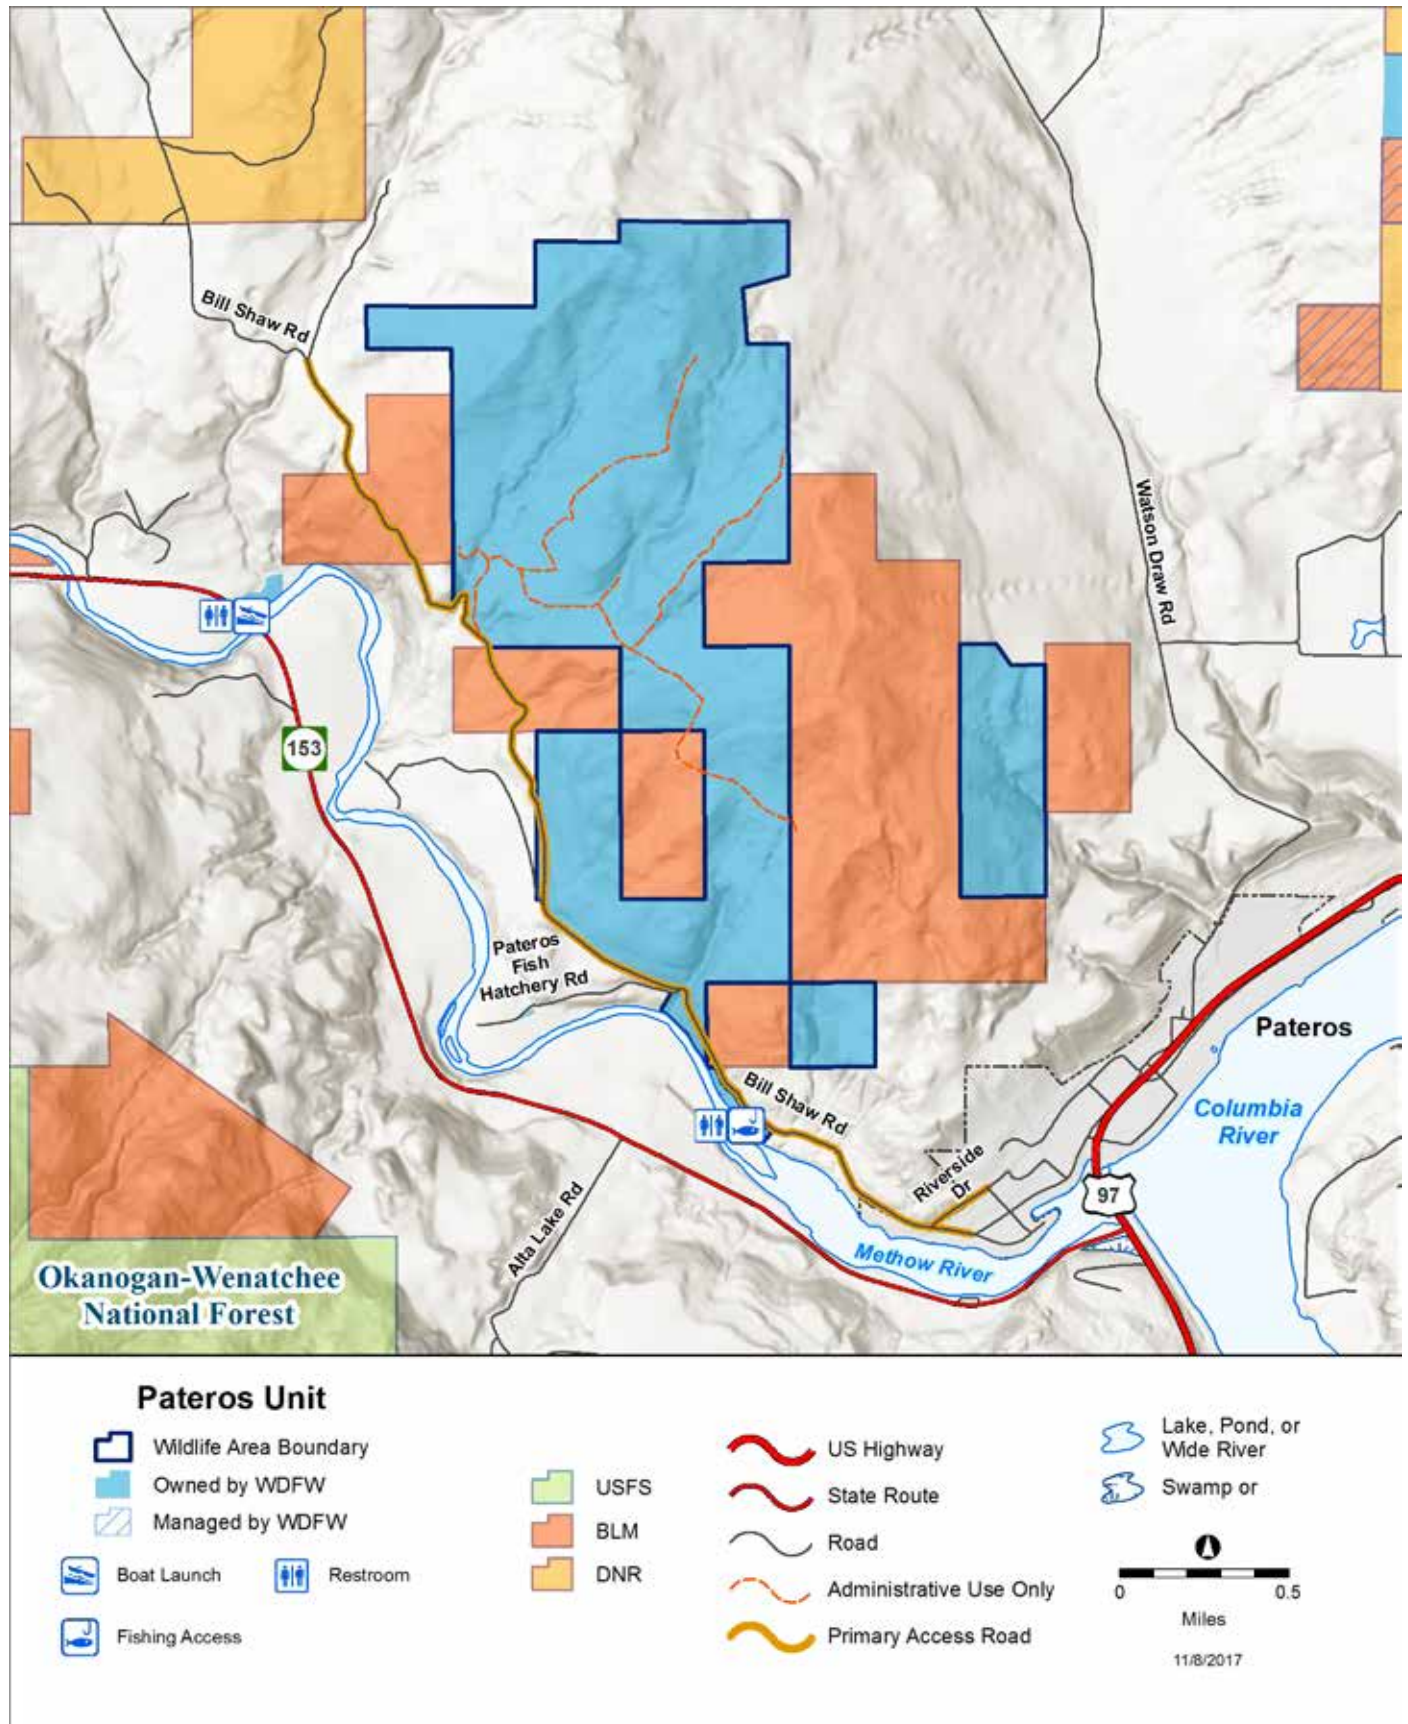 Bill Shaw Rd
Watson Draw Rd
153
Pateros
Fish
Hatchery Rd
Pateros
Bill Shaw Rd
Columbia
River
Riverside
Dr
97
Alta Lake Rd
Methow River
Okanogan-Wenatchee
National Forest
Pateros Unit
Wildlife Area Boundary
Owned by WDFW
Managed by WDFW
Boat Launch
Restroom
Fishing Access
USFS
BLM
DNR
US Highway
State Route
Road
Administrative Use Only
Primary Access Road
Lake, Pond, or
Wide River
Swamp or
0 0.5
Miles
11/8/2017